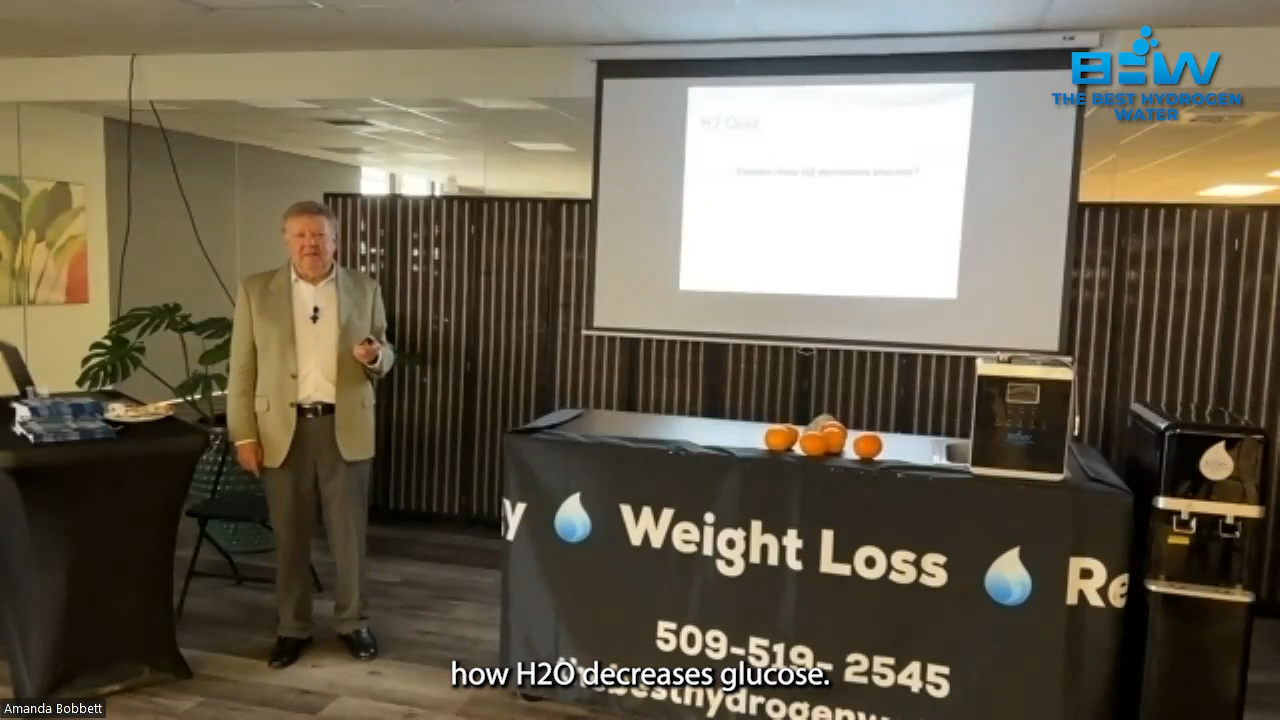 BHW
THE BEST HYDROGEN
WATER
H2 Quiz
y Weight Loss Re
509-519- 2545
how H2O decreases glucose.
Amanda Bobbett